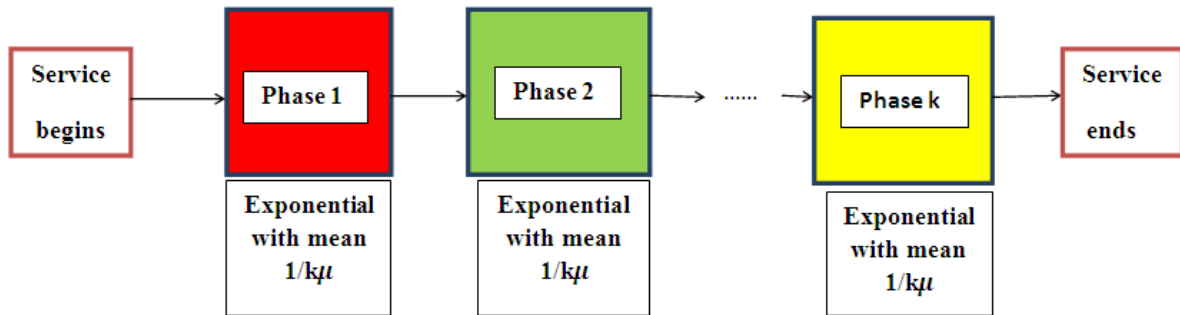 Service
begins
Phase 1
Exponential
with mean
1/kμ
Phase 2
Exponential
with mean
1/kμ
......
Phase k
Exponential
with mean
1/kμ
Service
ends